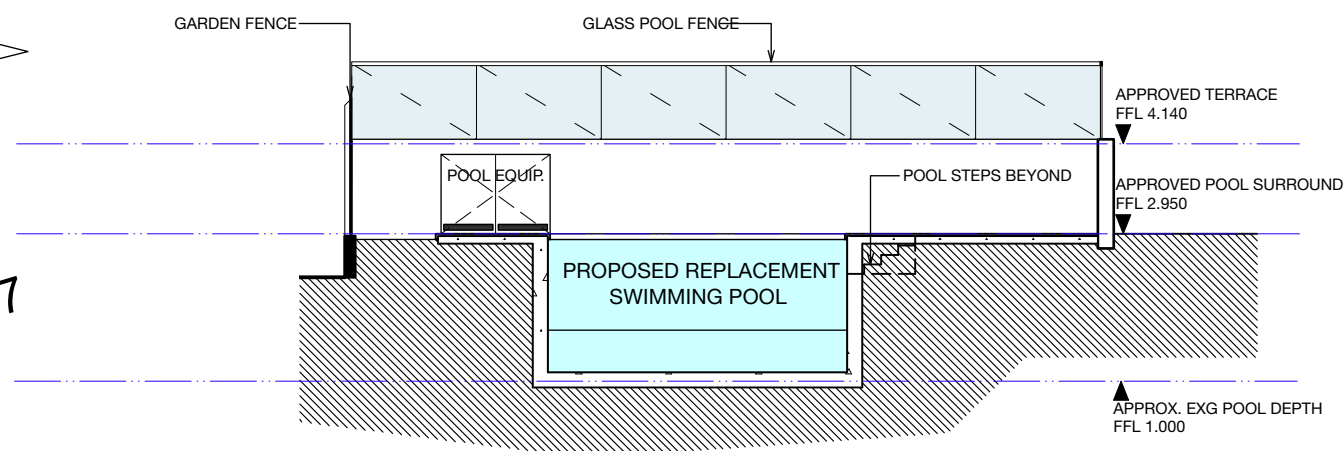 GARDEN FENCE
GLASS POOL FENCE
APPROVED TERRACE
FFL 4.140
POOL EQUIP.
POOL STEPS BEYOND
APPROVED POOL SURROUND
FFL 2.950
PROPOSED REPLACEMENT
SWIMMING POOL
APPROX. EXG POOL DEPTH
FFL 1.000